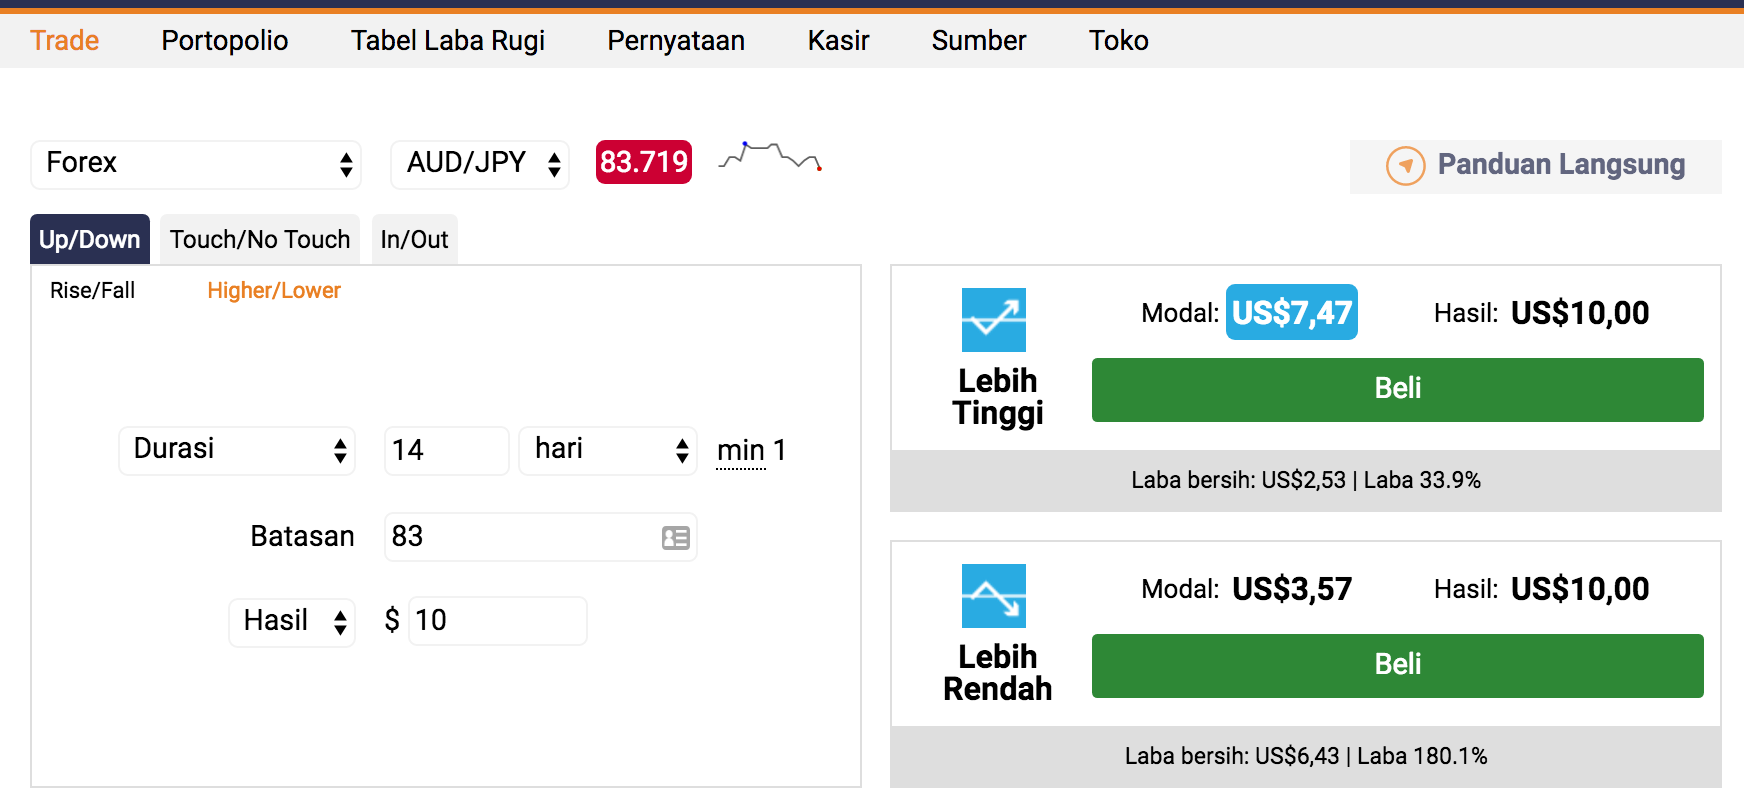 Trade Portopolio Tabel Laba Rugi Pernyataan Kasir Sumber Toko
Forex AUD/JPY 83.719 Panduan Langsung
Up/Down Touch/No Touch In/Out
Rise/Fall Higher/Lower
Durasi 14 hari min 1
Batasan 83
Hasil $ 10
Modal: US$7,47 Hasil: US$10,00
Lebih
Tinggi
Beli
Laba bersih: US$2,53 | Laba 33.9%
Modal: US$3,57 Hasil: US$10,00
Lebih
Rendah
Beli
Laba bersih: US$6,43 | Laba 180.1%